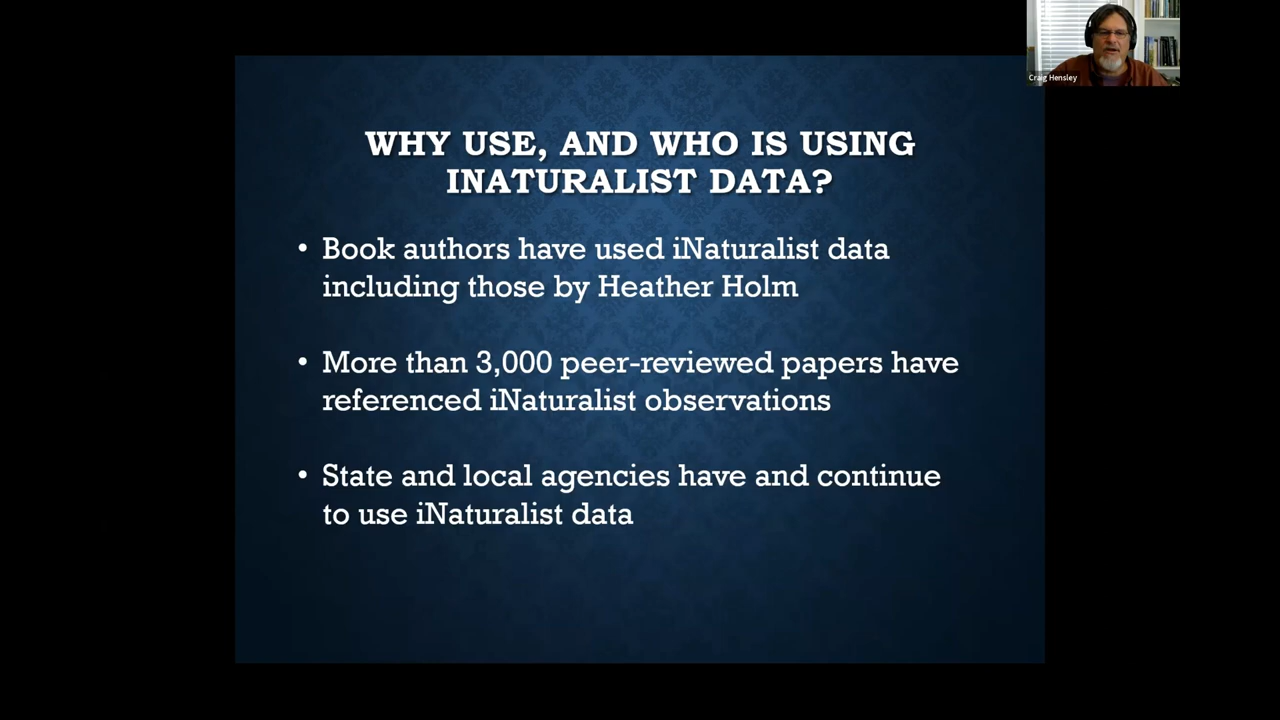 Craig Hensley
WHY USE, AND WHO IS USING
INATURALIST DATA?
• Book authors have used iNaturalist data
including those by Heather Holm
• More than 3,000 peer-reviewed papers have
referenced iNaturalist observations
• State and local agencies have and continue
to use iNaturalist data